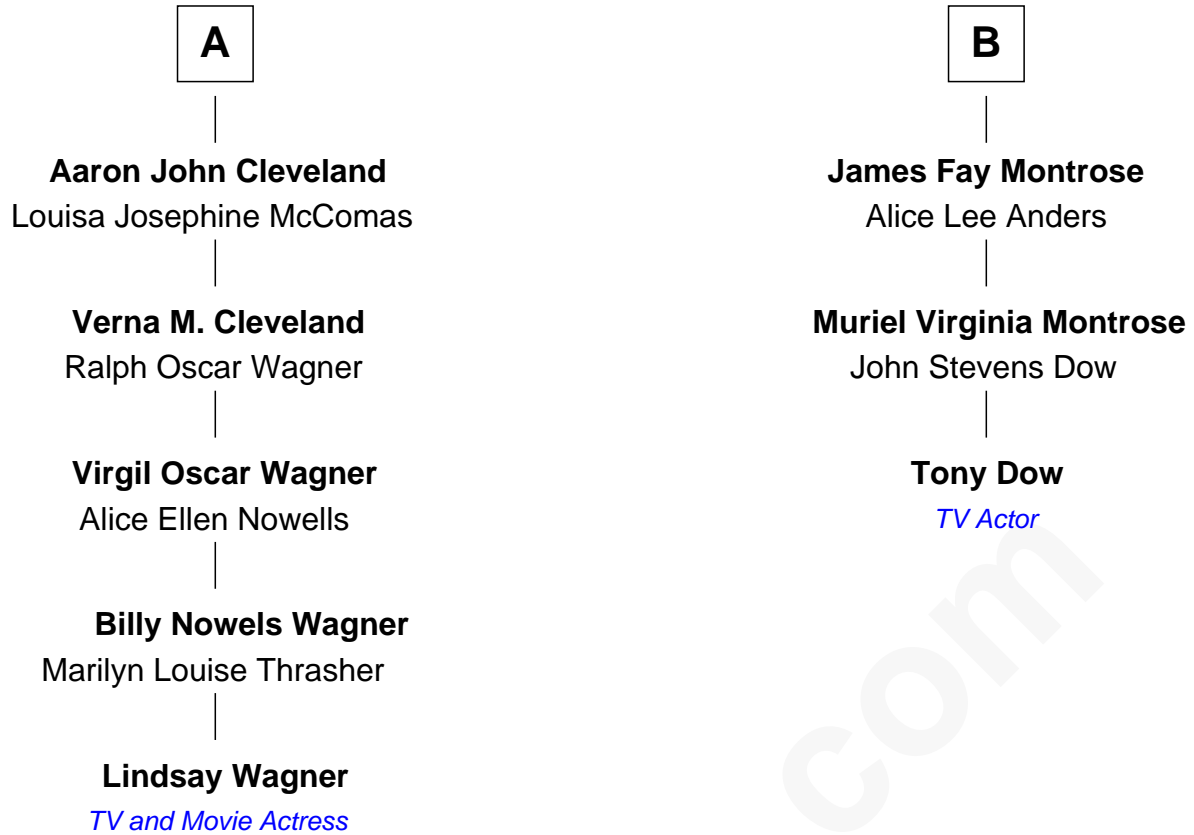 A
Aaron John Cleveland
Louisa Josephine McComas
Verna M. Cleveland
Ralph Oscar Wagner
Virgil Oscar Wagner
Alice Ellen Nowells
Billy Nowels Wagner
Marilyn Louise Thrasher
Lindsay Wagner
TV and Movie Actress
B
James Fay Montrose
Alice Lee Anders
Muriel Virginia Montrose
John Stevens Dow
Tony Dow
TV Actor
com